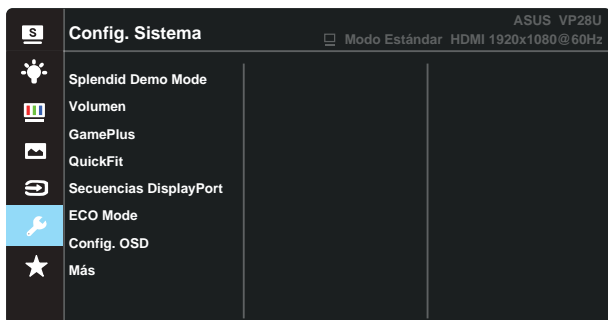 S
Config. Sistema
ASUS VP28U
Modo Estándar HDMI 1920x1080@60Hz
Splendid Demo Mode
Volumen
GamePlus
QuickFit
Secuencias DisplayPort
ECO Mode
Config. OSD
Más